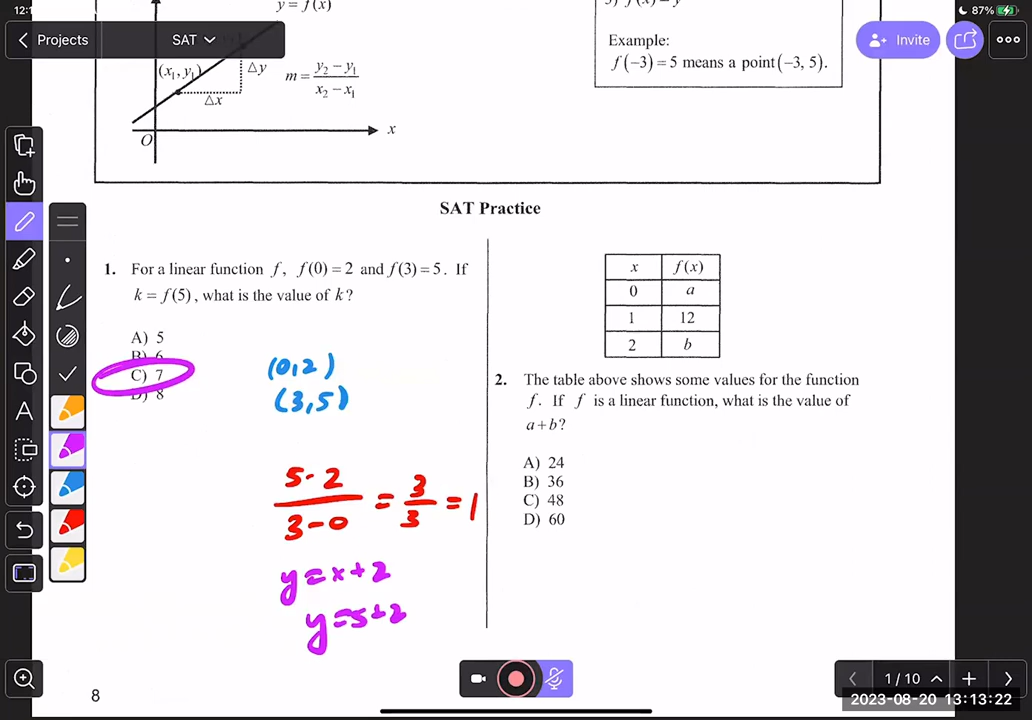 12:1
87%
Projects
SAT
Invite
y = f(x)
(x₁, y₁)
Δy
Δx
m = y₂ − y₁ / x₂ − x₁
x
O
Example:
f(−3) = 5 means a point (−3, 5).
SAT Practice
1. For a linear function f, f(0) = 2 and f(3) = 5. If
k = f(5), what is the value of k?
A) 5
B) 6
C) 7
D) 8
(0,2)
(3,5)
5-2 / 3-0 = 3/3 = 1
y=x+2
y=5+2
x f(x)
0 a
1 12
2 b
2. The table above shows some values for the function
f. If f is a linear function, what is the value of
a+b?
A) 24
B) 36
C) 48
D) 60
A
8
1 / 10
2023-08-20 13:13:22